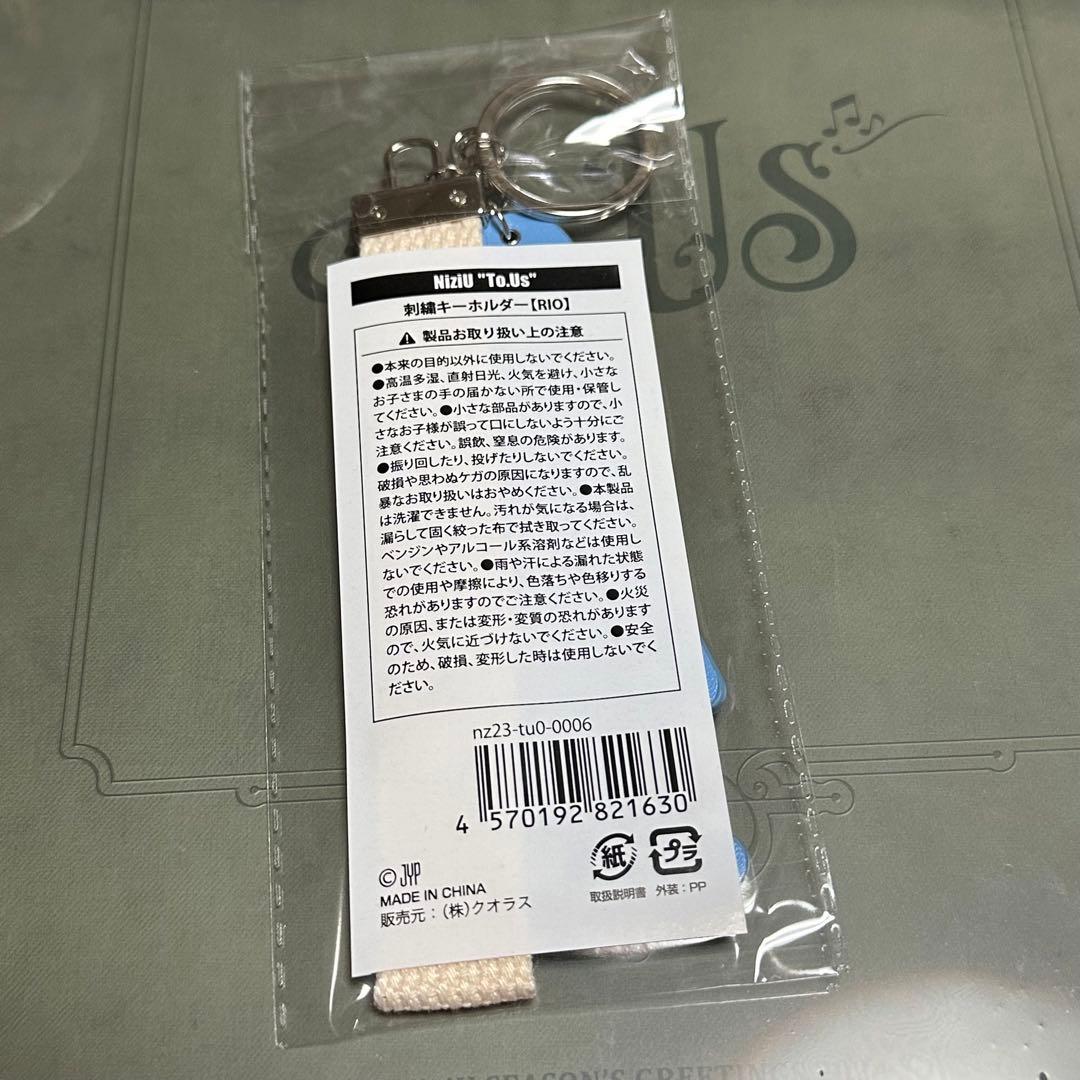 Us
NiziU "To.Us"
刺繍キーホルダー【RIO】
製品お取り扱い上の注意
●本来の目的以外に使用しないでください。
●高温多湿、直射日光、火気を避け、小さな
お子さまの手の届かない所で使用・保管し
てください。●小さな部品がありますので、小
さなお子様が誤って口にしないよう十分にご
注意ください。誤飲、窒息の危険があります。
●振り回したり、投げたりしないでください。
破損や思わぬケガの原因になりますので、乱
暴なお取り扱いはおやめください。●本製品
は洗濯できません。汚れが気になる場合は、
漏らして固く絞った布で拭き取ってください。
ベンジンやアルコール系溶剤などは使用し
ないでください。●雨や汗による漏れた状態
での使用や摩擦により、色落ちや色移りする
恐れがありますのでご注意ください。●火災
の原因、または変形・変質の恐れがあります
ので、火気に近づけないでください。●安全
のため、破損、変形した時は使用しないでく
ださい。
nz23-tu0-0006
4 570192 821630
紙
プラ
取扱説明書 外装：PP
© JYP
MADE IN CHINA
販売元：（株）クオラス
SEASON'S GREETINGS